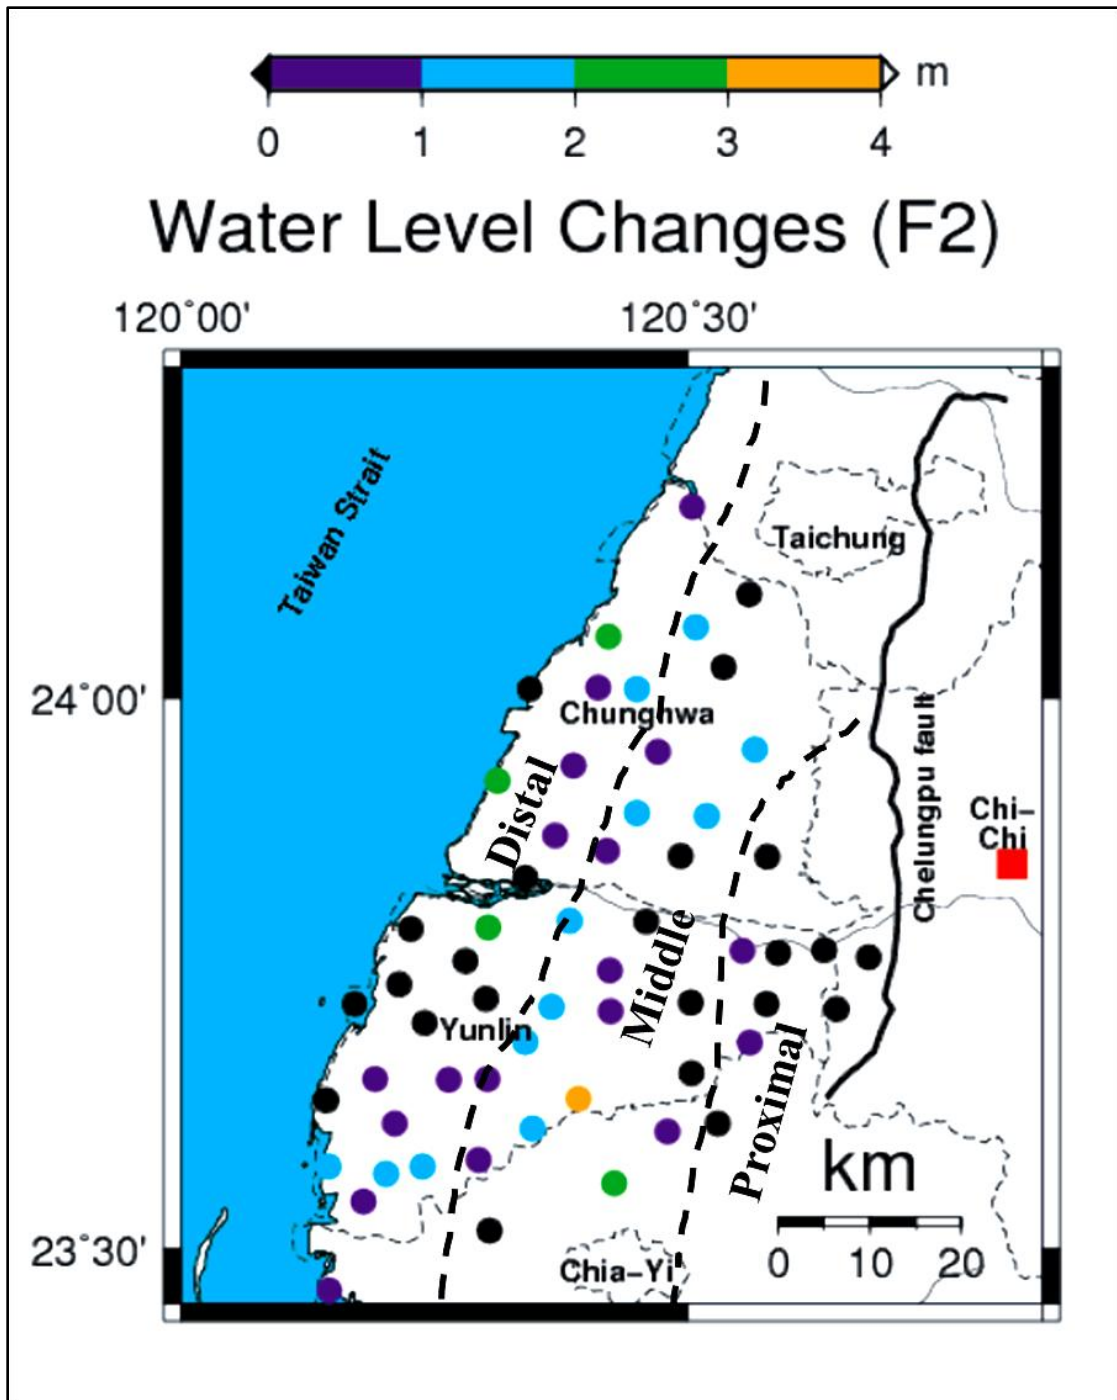 m
0 1 2 3 4
Water Level Changes (F2)
120°00' 120°30'
Taiwan Strait
Taichung
24°00'
Chunghwa
Chelungpu fault
Chi-
Chi
Distal
Middle
Yunlin
Proximal
km
0 10 20
23°30'
Chia-Yi